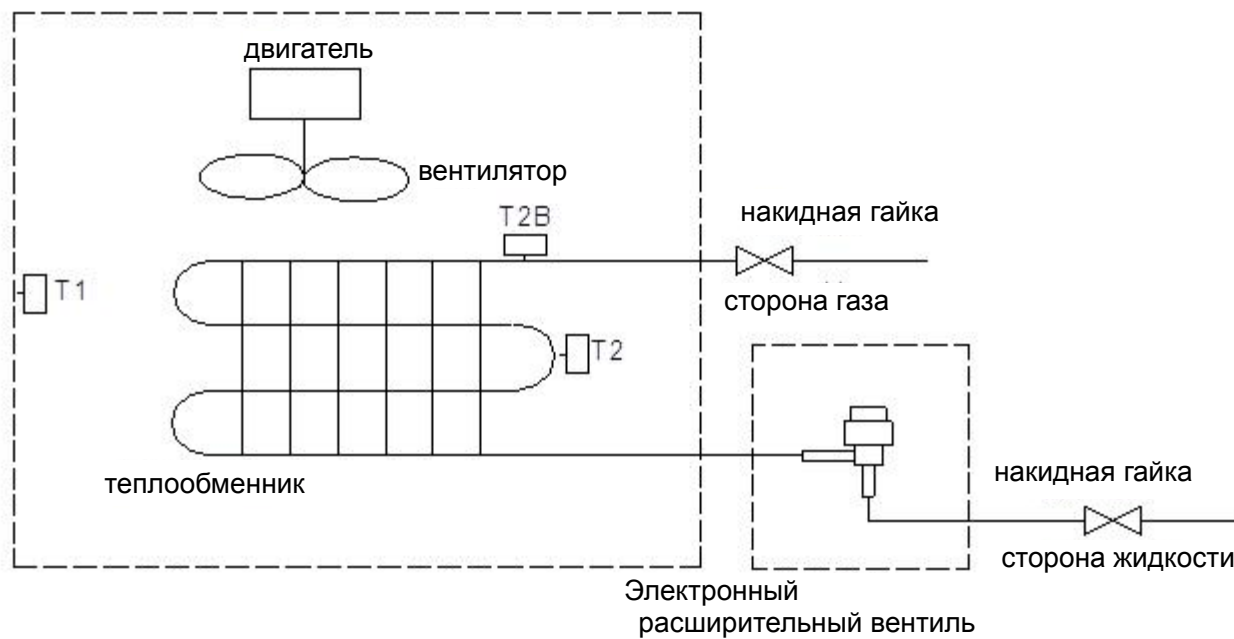 двигатель
вентилятор
T2B
накидная гайка
T1
сторона газа
T2
теплообменник
накидная гайка
сторона жидкости
Электронный
расширительный вентиль